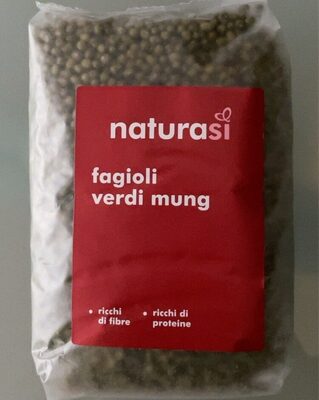 naturasì
fagioli
verdi mung
• ricchi
di fibre
• ricchi di
proteine